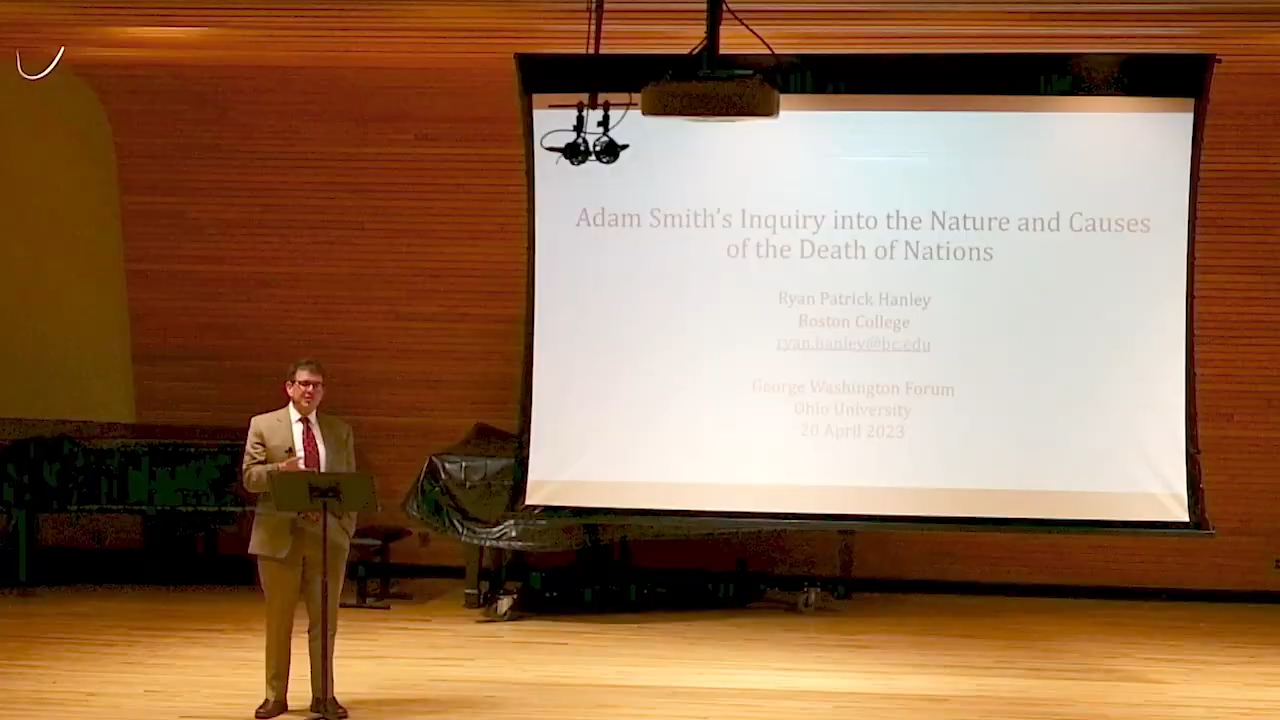 Adam Smith's Inquiry into the Nature and Causes
of the Death of Nations
Ryan Patrick Hanley
Boston College
ryan.hanley@bc.edu
George Washington Forum
Ohio University
20 April 2023